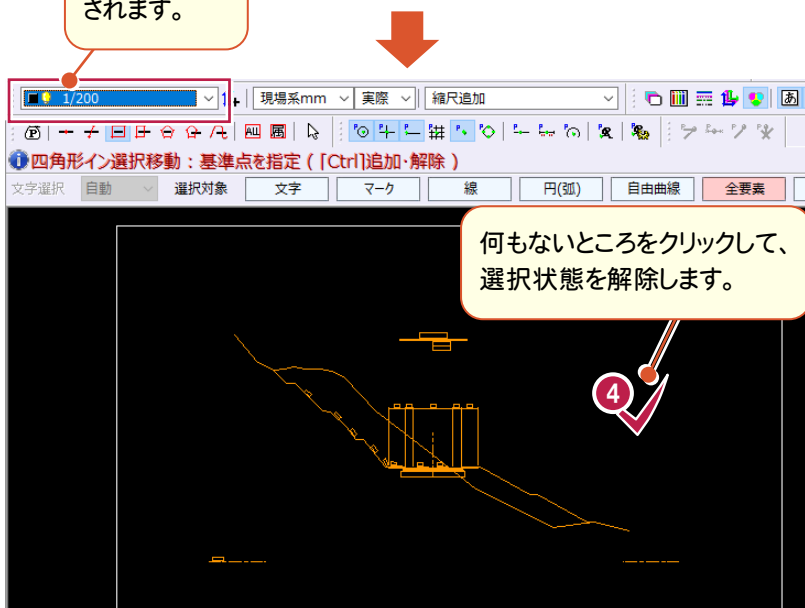 されます。
1/200
現場系mm
実際
縮尺追加
あ
P
ALL
属
四角形イン選択移動：基準点を指定 ( [Ctrl]追加･解除 )
文字選択
自動
選択対象
文字
マーク
線
円(弧)
自由曲線
全要素
何もないところをクリックして、
選択状態を解除します。
4